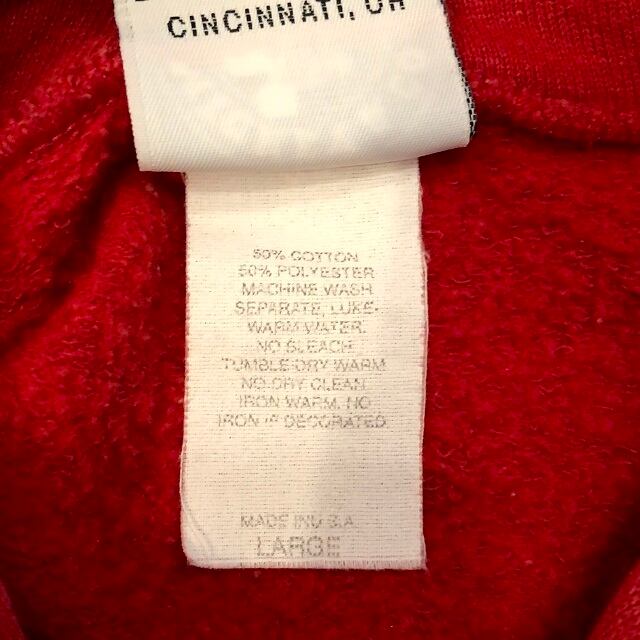 CINCINNATI, OH
50% COTTON
50% POLYESTER
MACHINE WASH
SEPARATE, LUKE-
WARM WATER.
NO BLEACH.
TUMBLE DRY WARM
NO DRY CLEAN.
IRON WARM. NO
IRON IF DECORATED
MADE IN U.S.A.
LARGE